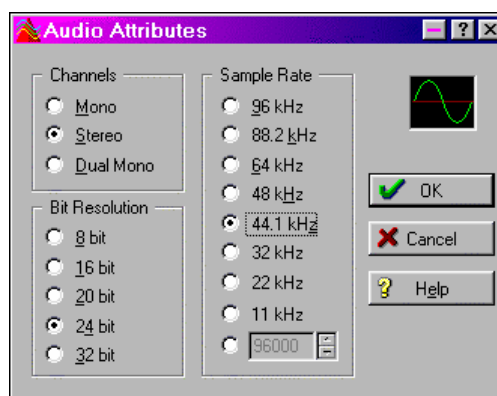 Audio Attributes
Channels
Mono
Stereo
Dual Mono
Bit Resolution
8 bit
16 bit
20 bit
24 bit
32 bit
Sample Rate
96 kHz
88.2 kHz
64 kHz
48 kHz
44.1 kHz
32 kHz
22 kHz
11 kHz
96000
OK
Cancel
Help